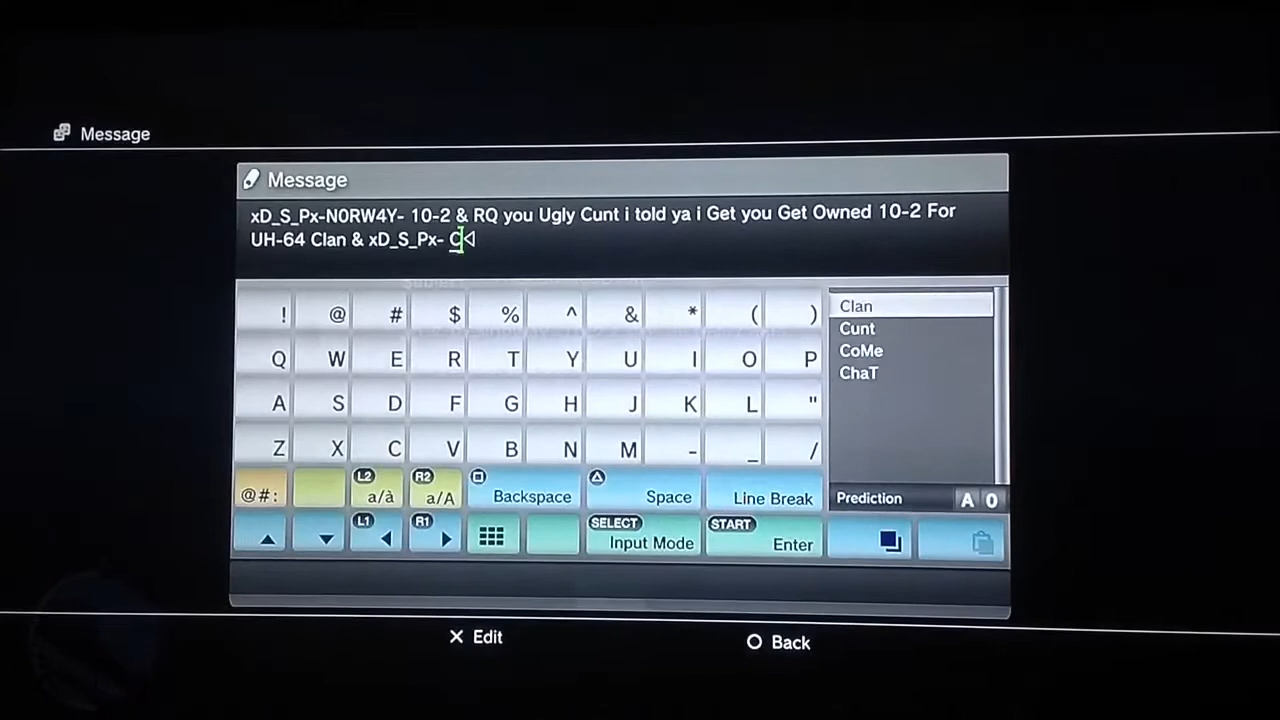 Message
Message
xD_S_Px-N0RW4Y- 10-2 & RQ you Ugly Cunt i told ya i Get you Get Owned 10-2 For
UH-64 Clan & xD_S_Px- C
! @ # $ % ^ & * ( )
Q W E R T Y U I O P
A S D F G H J K L "
Z X C V B N M - _ /
Clan
Cunt
CoMe
ChaT
@#: L2 a/à R2 a/A Backspace Space Line Break
Prediction A 0
L1 R1 SELECT Input Mode START Enter
X Edit O Back